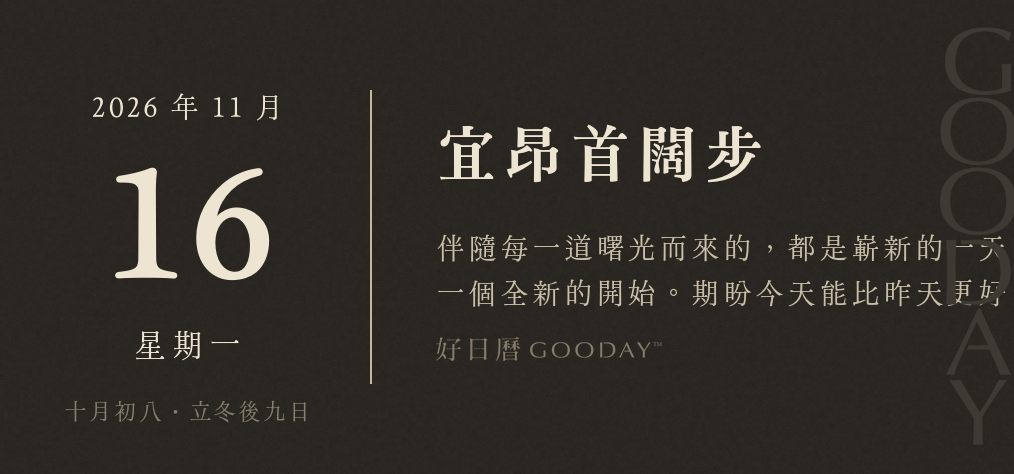 2026 年 11 月
16
星期一
十月初八・立冬後九日
宜昂首闊步
伴隨每一道曙光而來的，都是嶄新的一天
一個全新的開始。期盼今天能比昨天更好
好日曆 GOODAY™
GOODAY